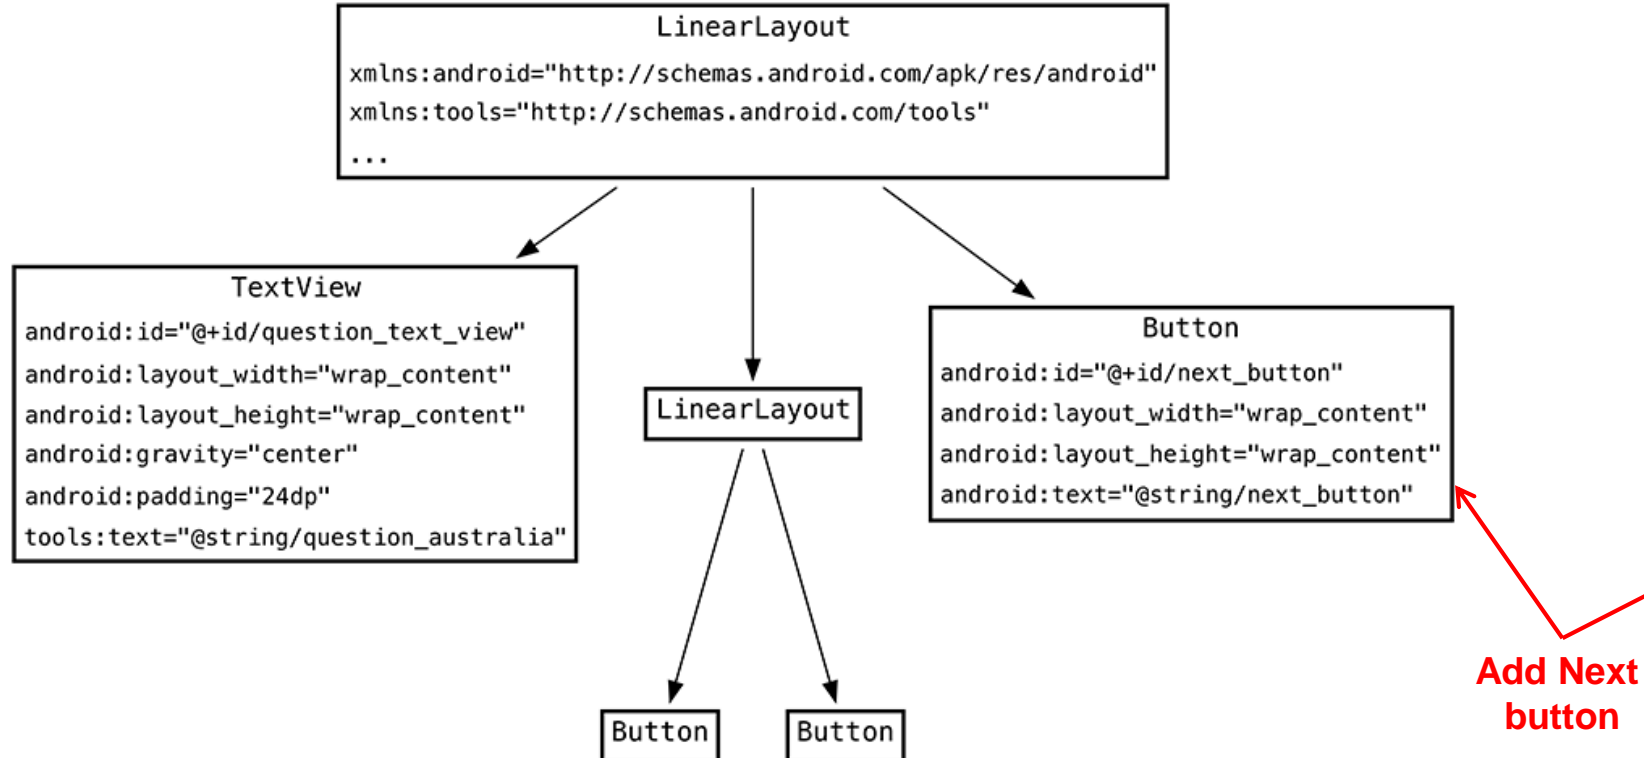 LinearLayout
xmlns:android="http://schemas.android.com/apk/res/android"
xmlns:tools="http://schemas.android.com/tools"
...
TextView
android:id="@+id/question_text_view"
android:layout_width="wrap_content"
android:layout_height="wrap_content"
android:gravity="center"
android:padding="24dp"
tools:text="@string/question_australia"
LinearLayout
Button
android:id="@+id/next_button"
android:layout_width="wrap_content"
android:layout_height="wrap_content"
android:text="@string/next_button"
Add Next
button
Button
Button